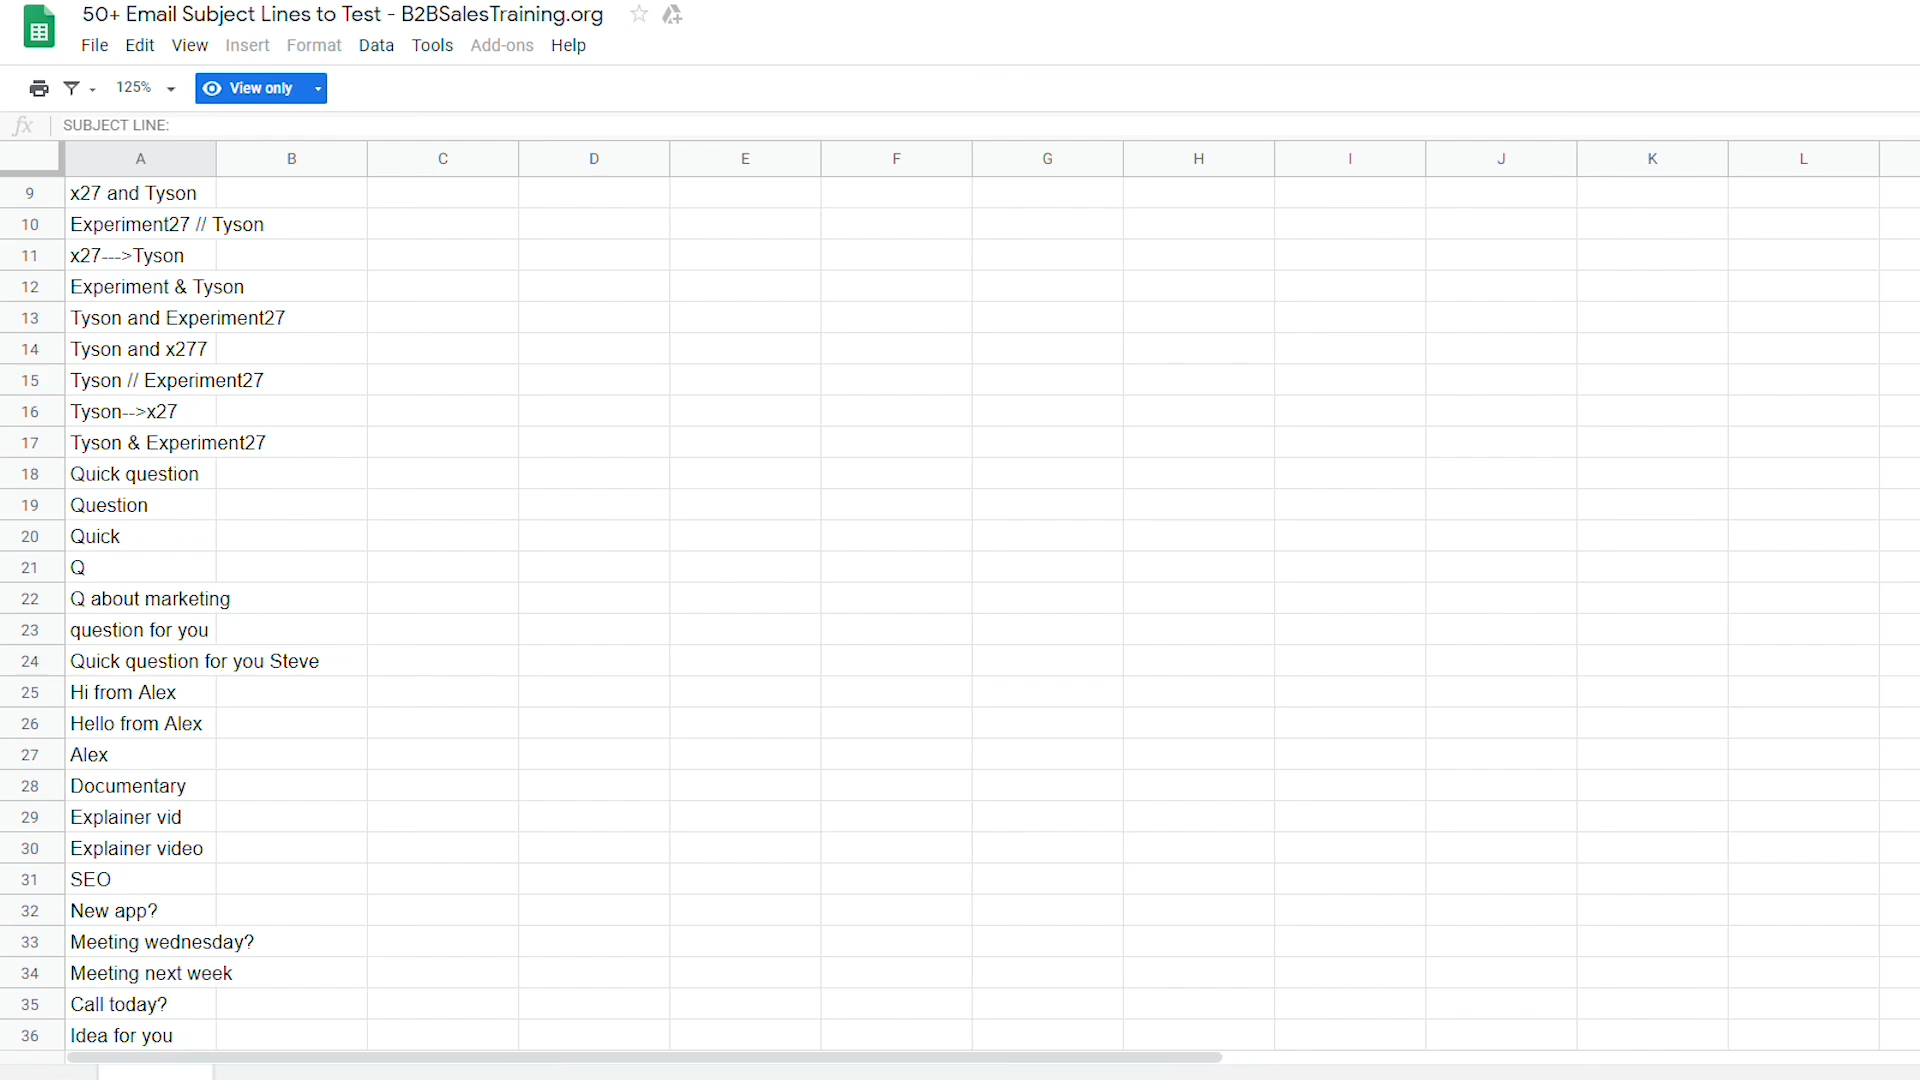 50+ Email Subject Lines to Test - B2BSalesTraining.org
File Edit View Insert Format Data Tools Add-ons Help
125% View only
fx SUBJECT LINE:
A B C D E F G H I J K L
9 x27 and Tyson
10 Experiment27 // Tyson
11 x27--->Tyson
12 Experiment & Tyson
13 Tyson and Experiment27
14 Tyson and x277
15 Tyson // Experiment27
16 Tyson-->x27
17 Tyson & Experiment27
18 Quick question
19 Question
20 Quick
21 Q
22 Q about marketing
23 question for you
24 Quick question for you Steve
25 Hi from Alex
26 Hello from Alex
27 Alex
28 Documentary
29 Explainer vid
30 Explainer video
31 SEO
32 New app?
33 Meeting wednesday?
34 Meeting next week
35 Call today?
36 Idea for you